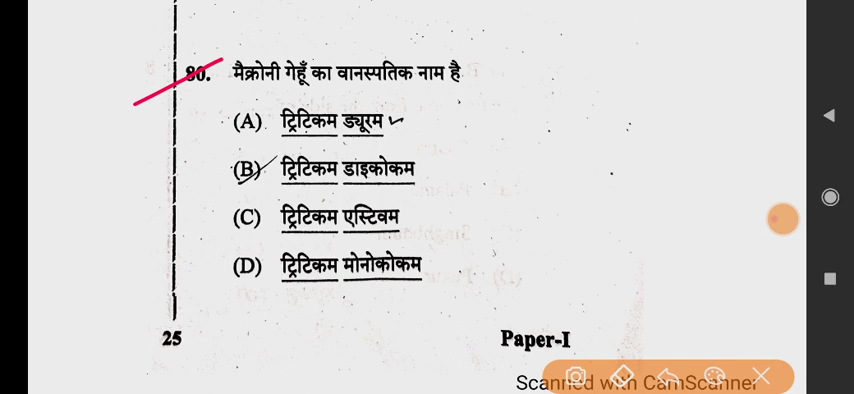 80. मैक्रोनी गेहूँ का वानस्पतिक नाम है
(A) ट्रिटिकम ड्यूरम
(B) ट्रिटिकम डाइकोकम
(C) ट्रिटिकम एस्टिवम
(D) ट्रिटिकम मोनोकोकम
25 Paper-I
Scanned with CamScanner